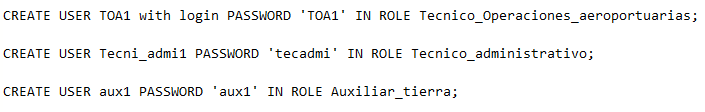 CREATE USER TOA1 with login PASSWORD 'TOA1' IN ROLE Tecnico_Operaciones_aeroportuarias;
CREATE USER Tecni_admi1 PASSWORD 'tecadmi' IN ROLE Tecnico_administrativo;
CREATE USER aux1 PASSWORD 'aux1' IN ROLE Auxiliar_tierra;